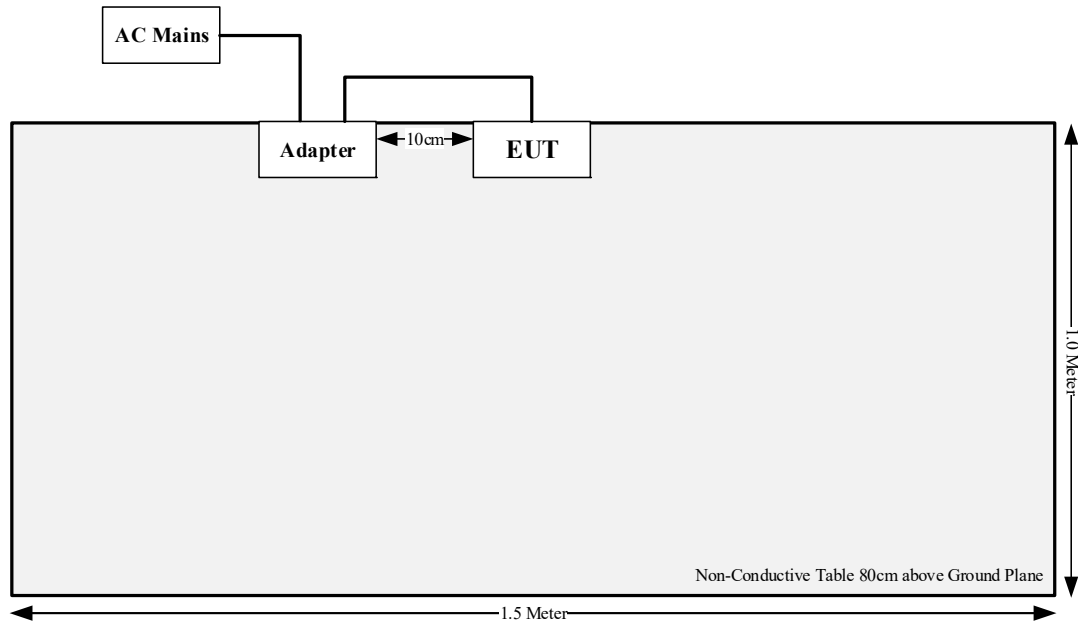 AC Mains
Adapter
10cm
EUT
1.0 Meter
Non-Conductive Table 80cm above Ground Plane
1.5 Meter